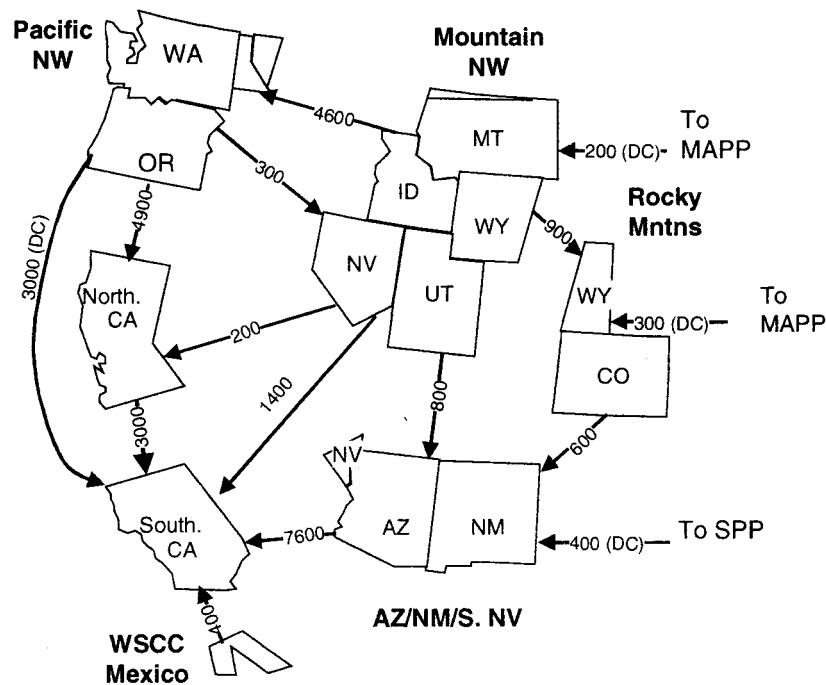 Pacific
NW
WA
Mountain
NW
4600
MT
To
MAPP
200 (DC)
OR
300
ID
Rocky
Mntns
4900
WY
900
3000 (DC)
NV
UT
WY
To
MAPP
North.
CA
300 (DC)
200
CO
1400
800
3000
600
NV
South.
CA
7600
AZ
NM
400 (DC)
To SPP
AZ/NM/S. NV
WSCC
Mexico